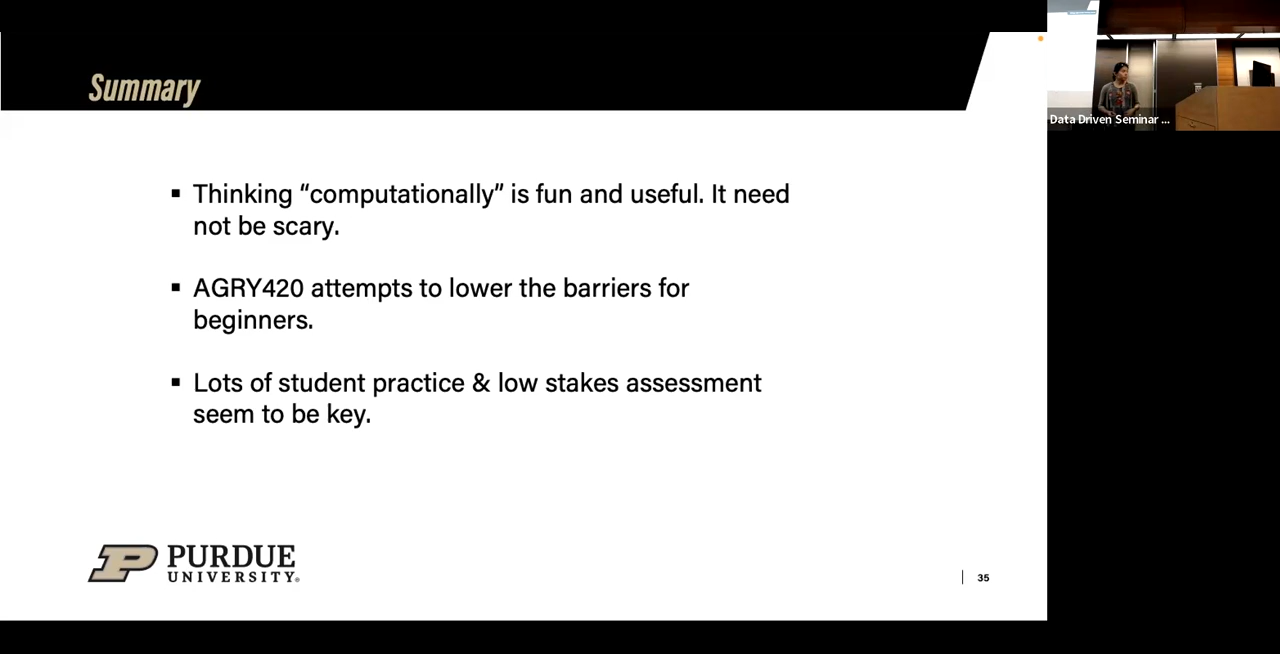 Summary
▪ Thinking “computationally” is fun and useful. It need
not be scary.
▪ AGRY420 attempts to lower the barriers for
beginners.
▪ Lots of student practice & low stakes assessment
seem to be key.
PURDUE
UNIVERSITY®
35
Data Driven Seminar ...